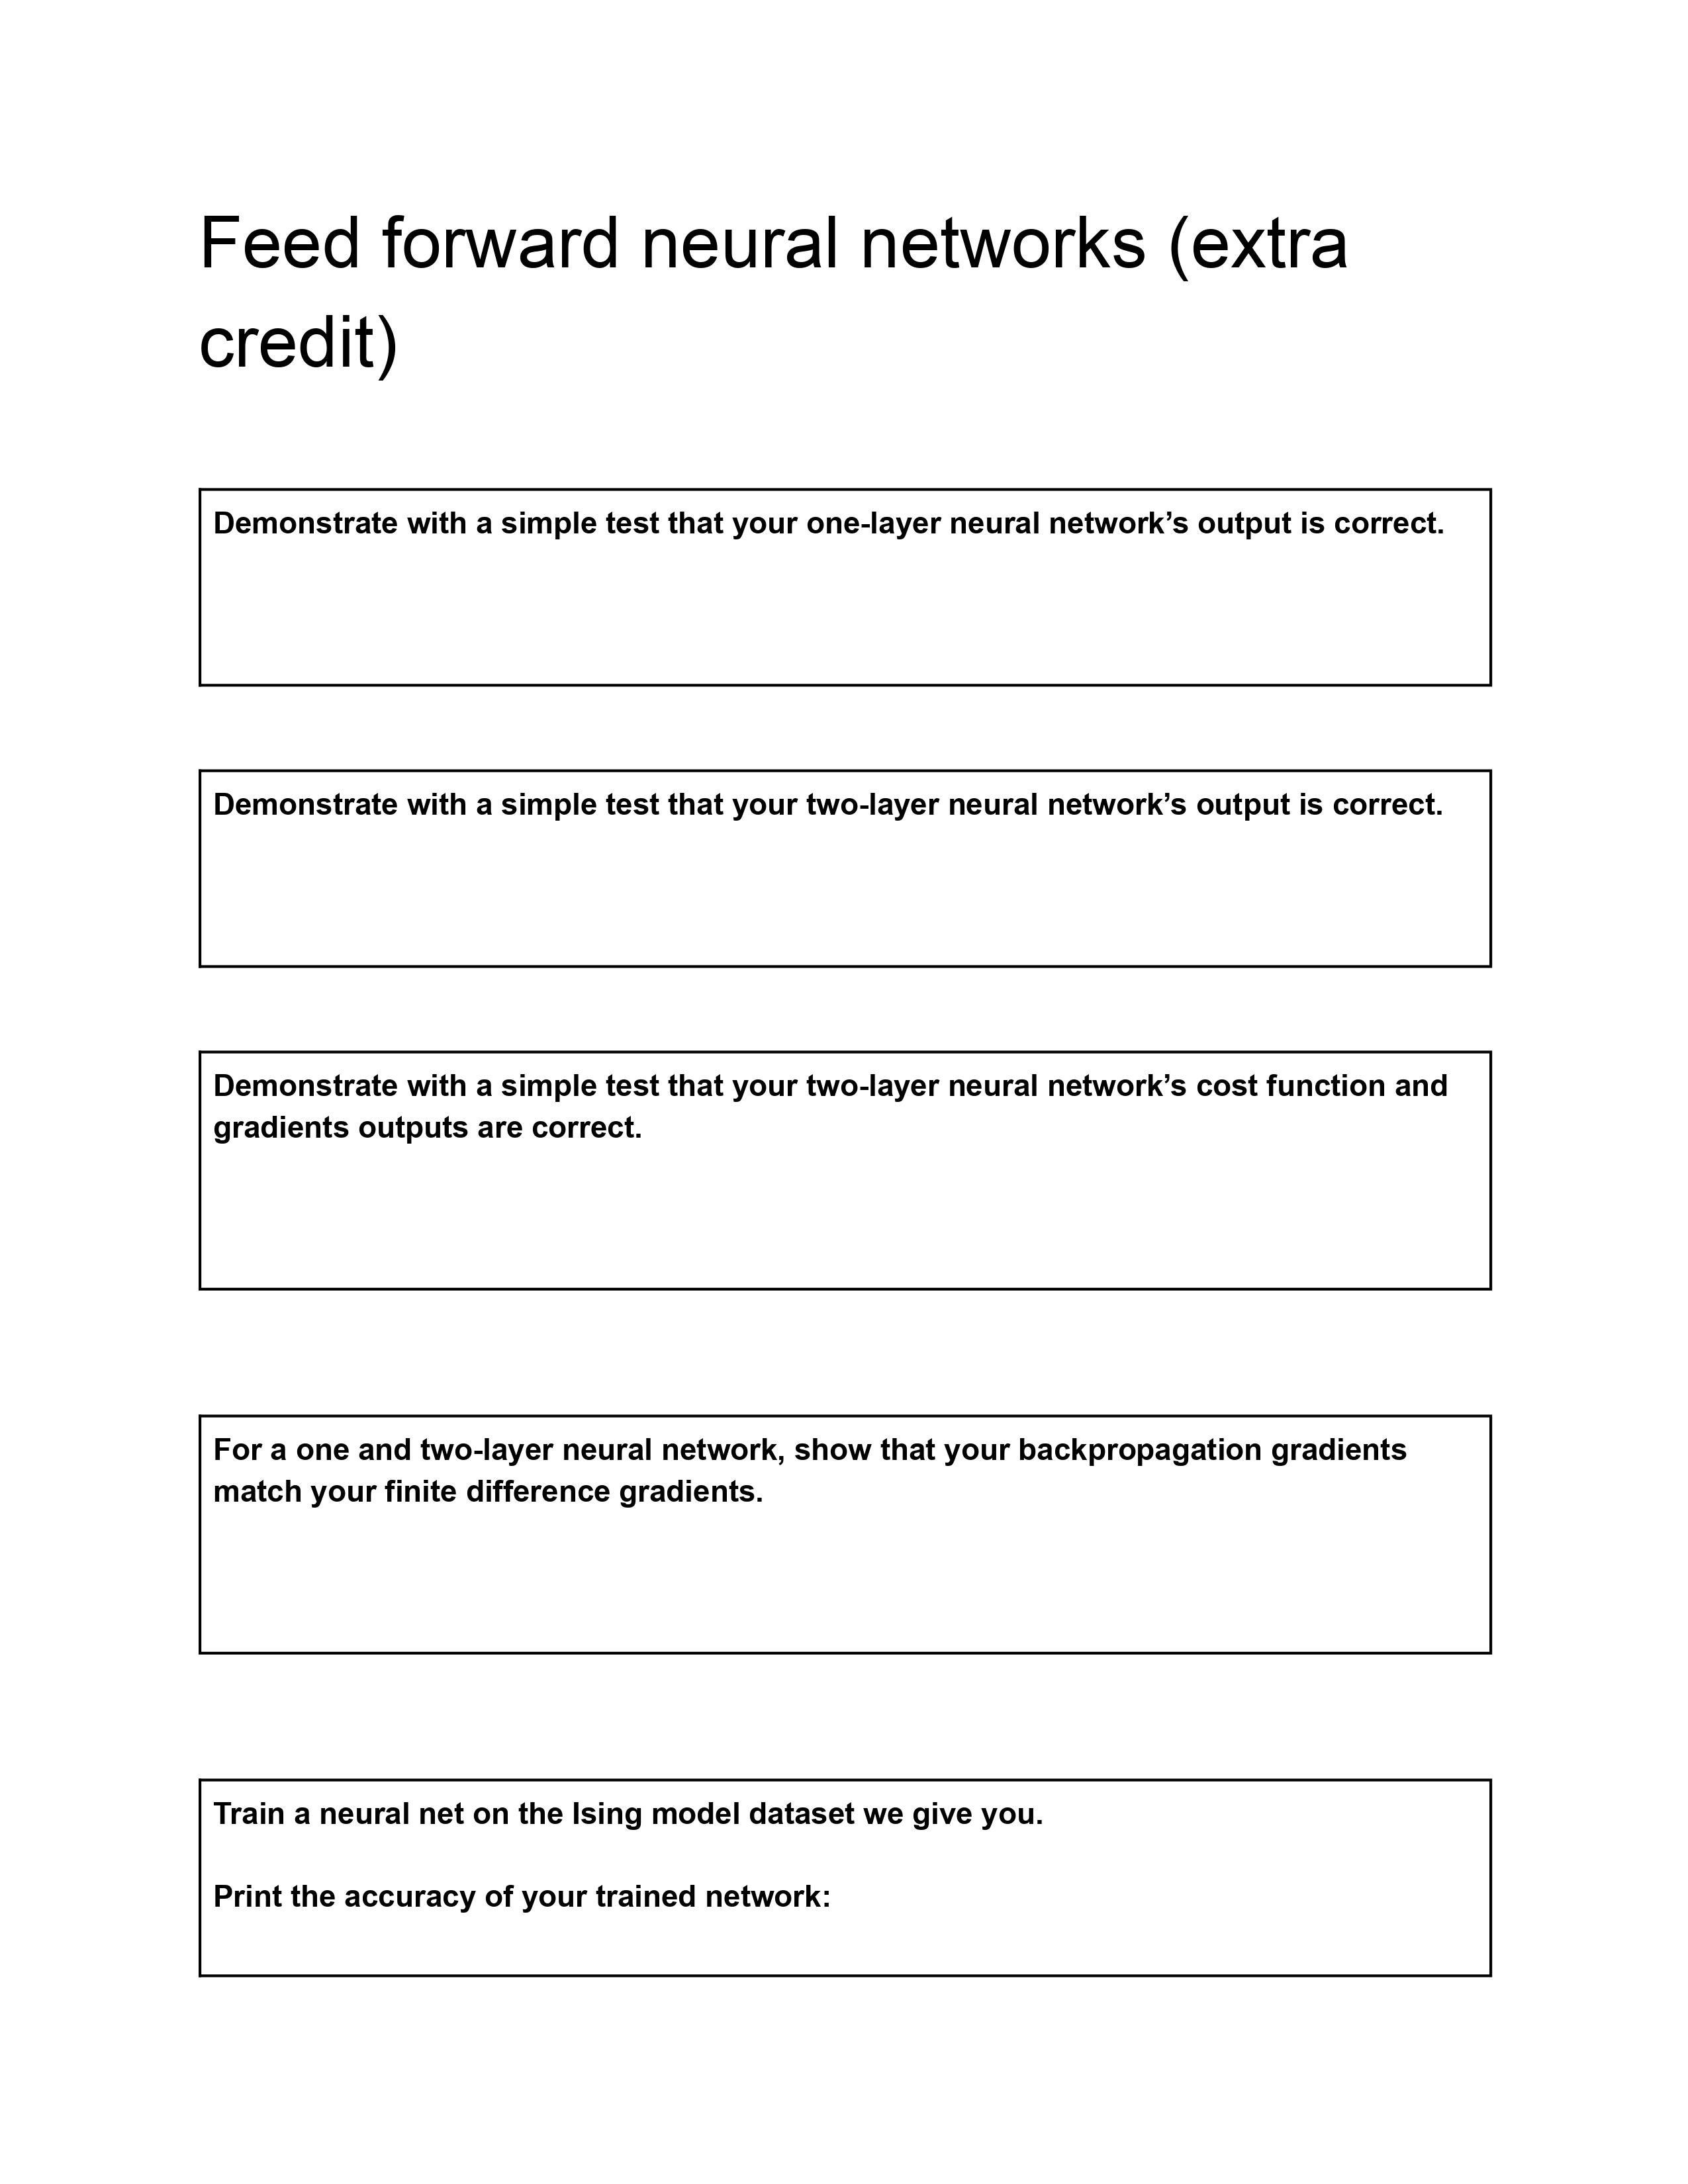 Feed forward neural networks (extra
credit)
Demonstrate with a simple test that your one-layer neural network’s output is correct.
Demonstrate with a simple test that your two-layer neural network’s output is correct.
Demonstrate with a simple test that your two-layer neural network’s cost function and
gradients outputs are correct.
For a one and two-layer neural network, show that your backpropagation gradients
match your finite difference gradients.
Train a neural net on the Ising model dataset we give you.
Print the accuracy of your trained network: